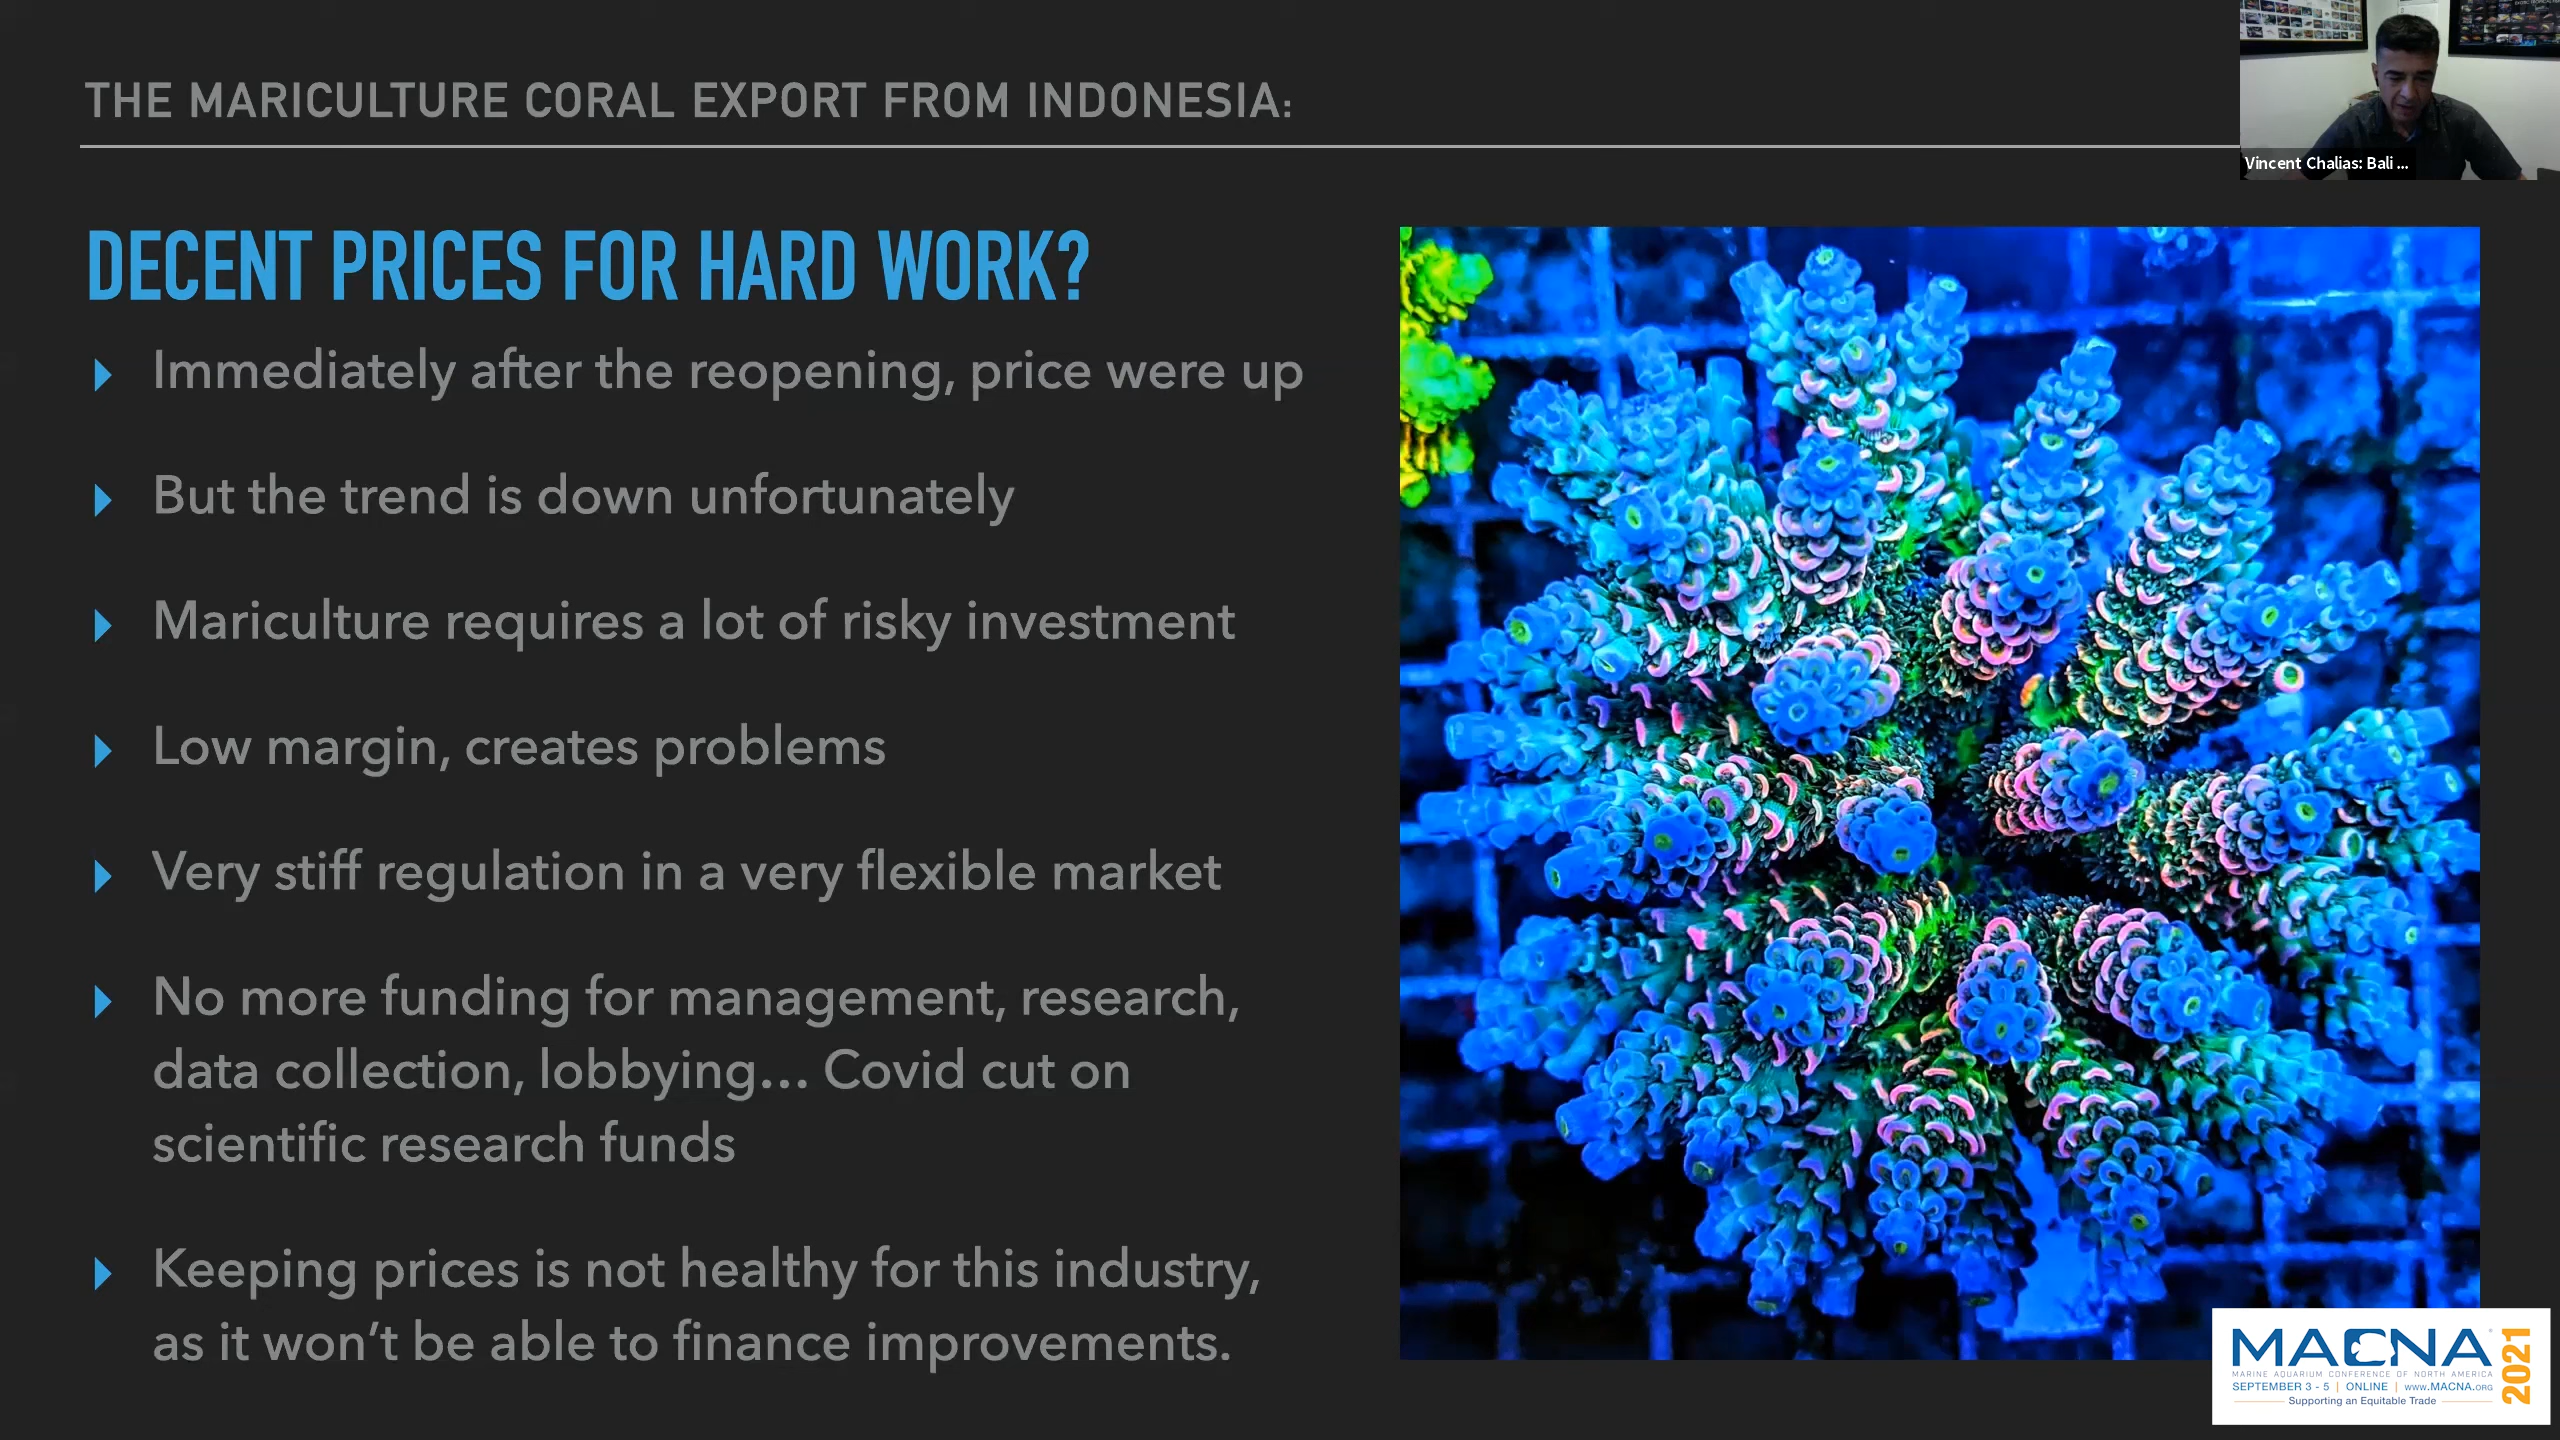 THE MARICULTURE CORAL EXPORT FROM INDONESIA:
Vincent Chalias: Bali ...
DECENT PRICES FOR HARD WORK?
Immediately after the reopening, price were up
But the trend is down unfortunately
Mariculture requires a lot of risky investment
Low margin, creates problems
Very stiff regulation in a very flexible market
No more funding for management, research,
data collection, lobbying... Covid cut on
scientific research funds
Keeping prices is not healthy for this industry,
as it won't be able to finance improvements.
MACNA 2021
MARINE AQUARIUM CONFERENCE OF NORTH AMERICA
SEPTEMBER 3 - 5 | ONLINE | www.MACNA.ORG
Supporting an Equitable Trade